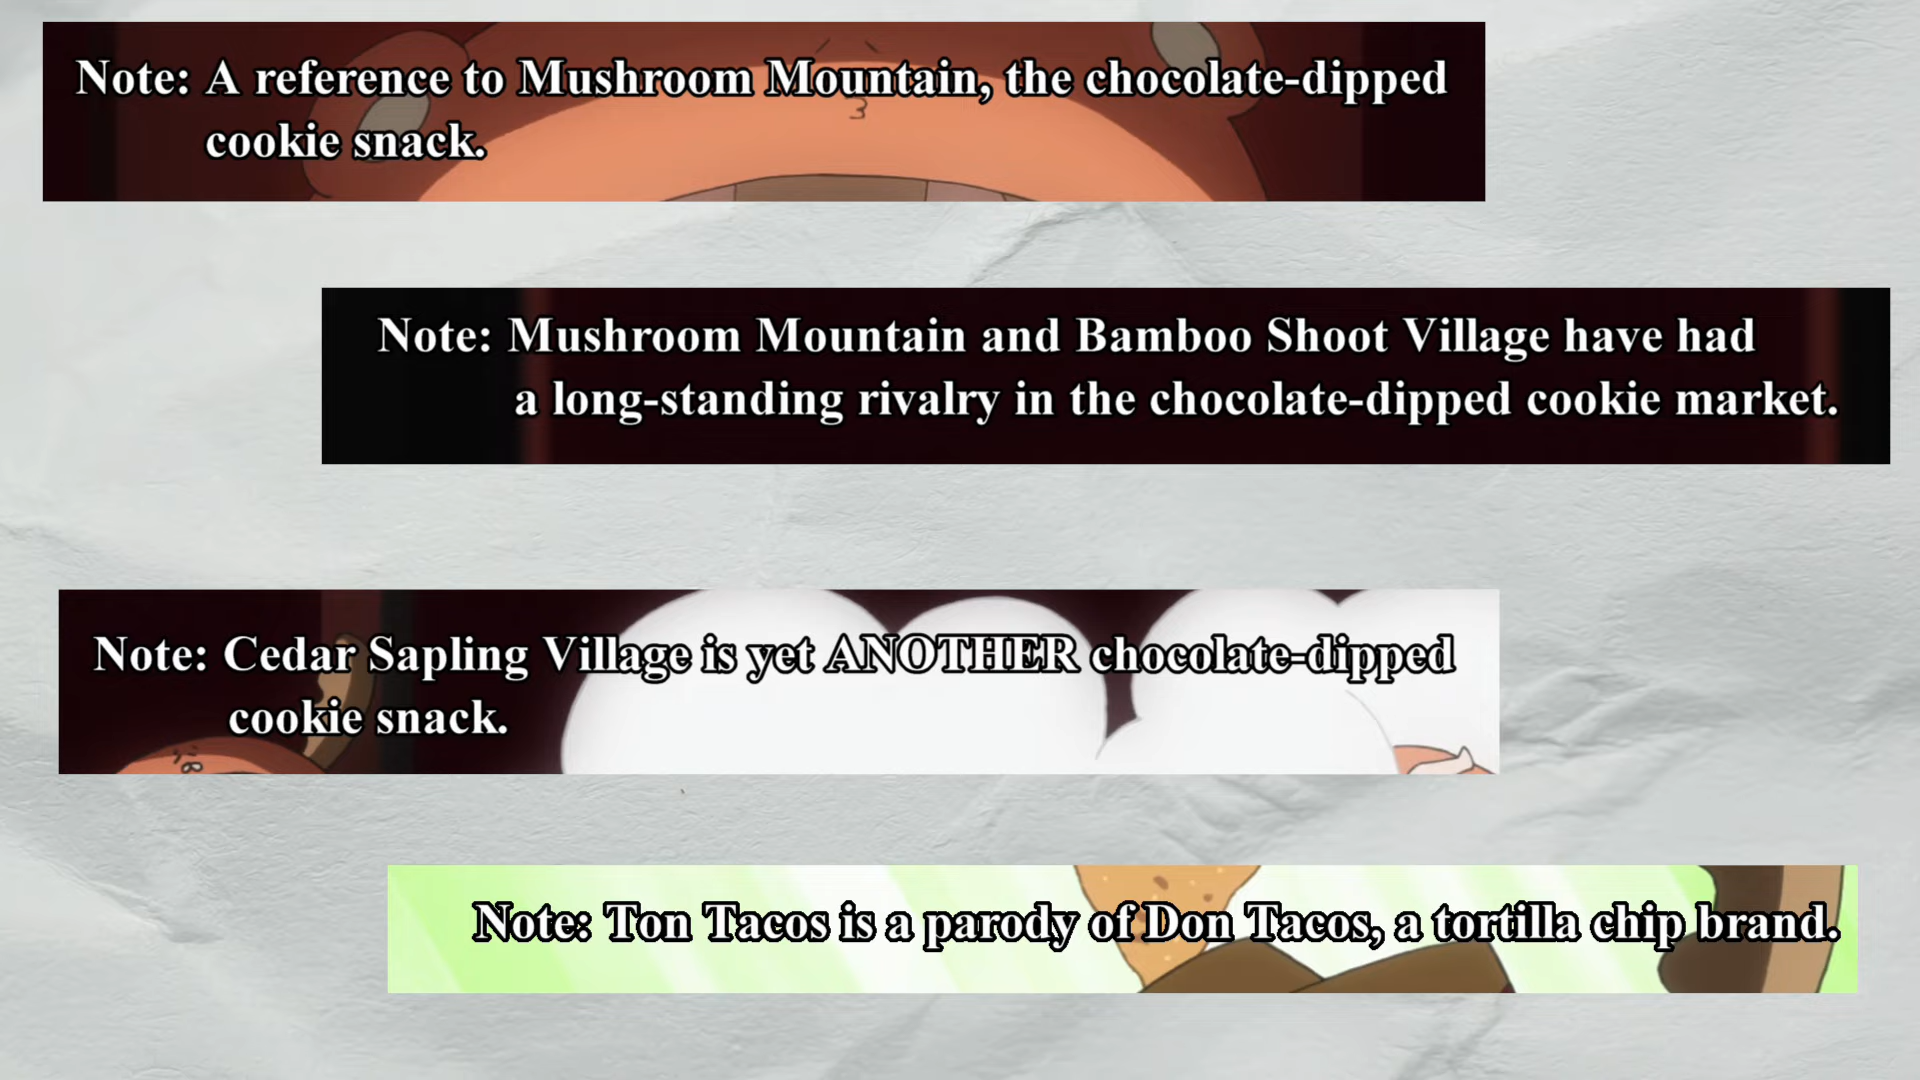 Note: A reference to Mushroom Mountain, the chocolate-dipped
cookie snack.
Note: Mushroom Mountain and Bamboo Shoot Village have had
a long-standing rivalry in the chocolate-dipped cookie market.
Note: Cedar Sapling Village is yet ANOTHER chocolate-dipped
cookie snack.
Note: Ton Tacos is a parody of Don Tacos, a tortilla chip brand.